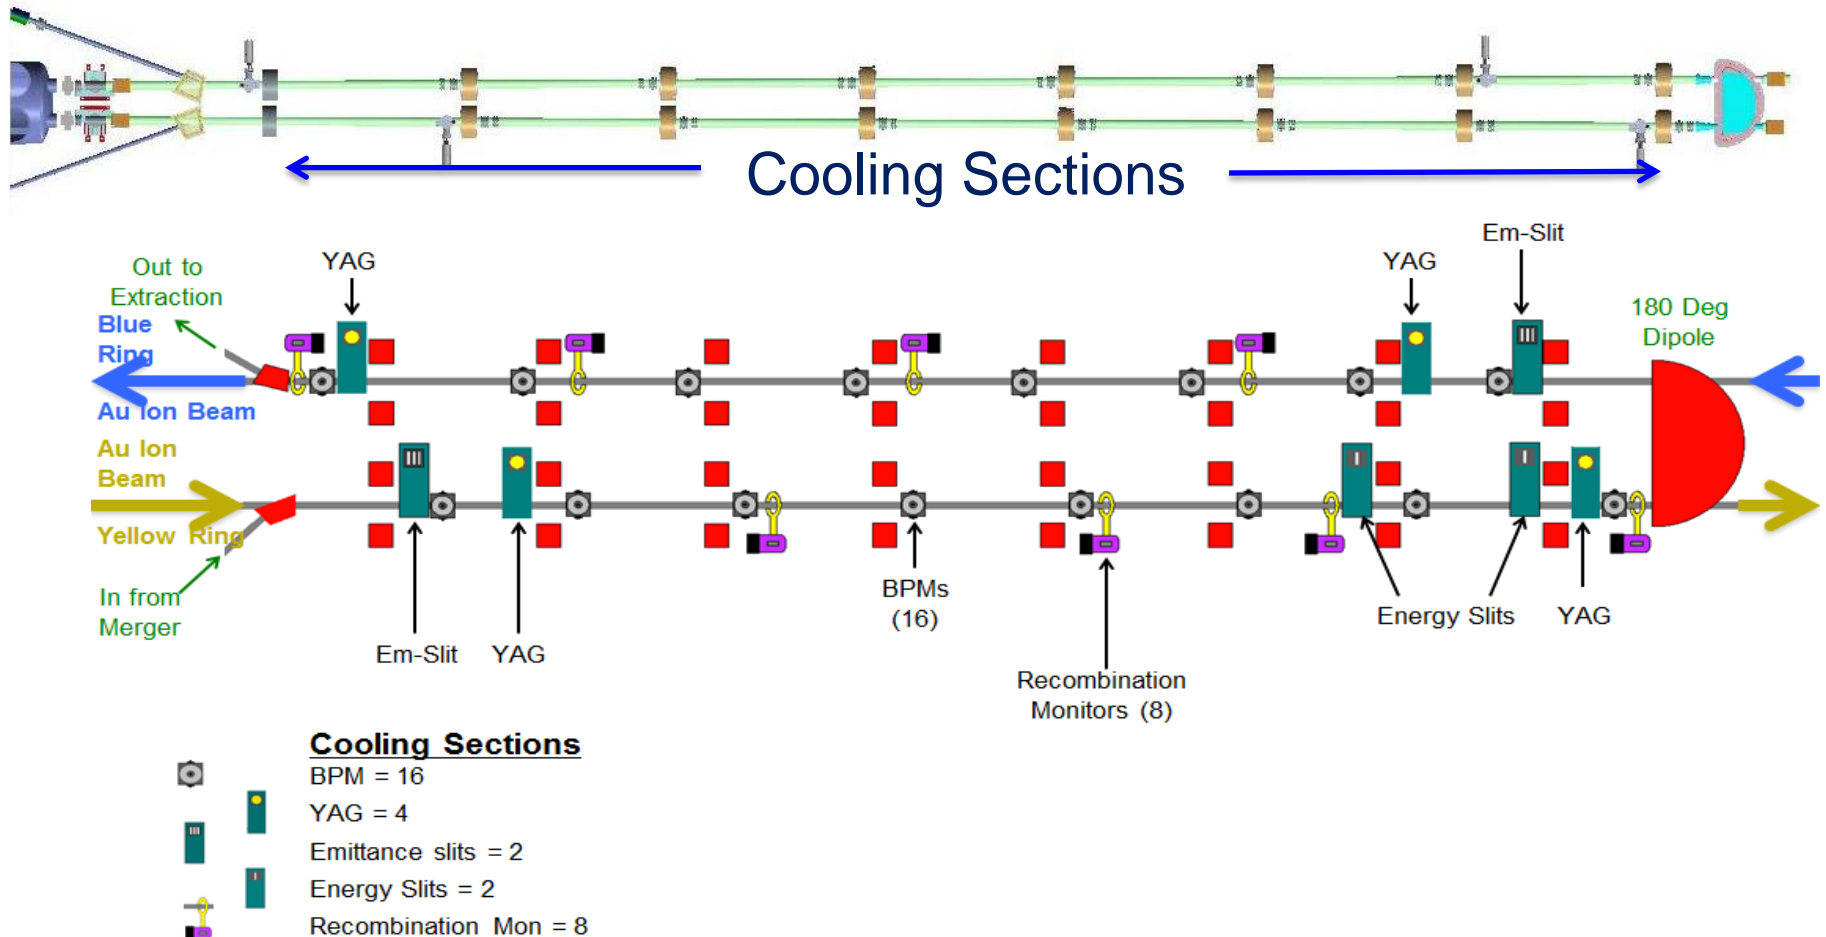 Cooling Sections
Em-Slit
YAG
YAG
Out to
Extraction
180 Deg
Dipole
Blue
Ring
Au Ion Beam
Au Ion
Beam
Yellow Ring
In from
Merger
BPMs
(16)
Energy Slits
YAG
Em-Slit
YAG
Recombination
Monitors (8)
Cooling Sections
BPM = 16
YAG = 4
Emittance slits = 2
Energy Slits = 2
Recombination Mon = 8